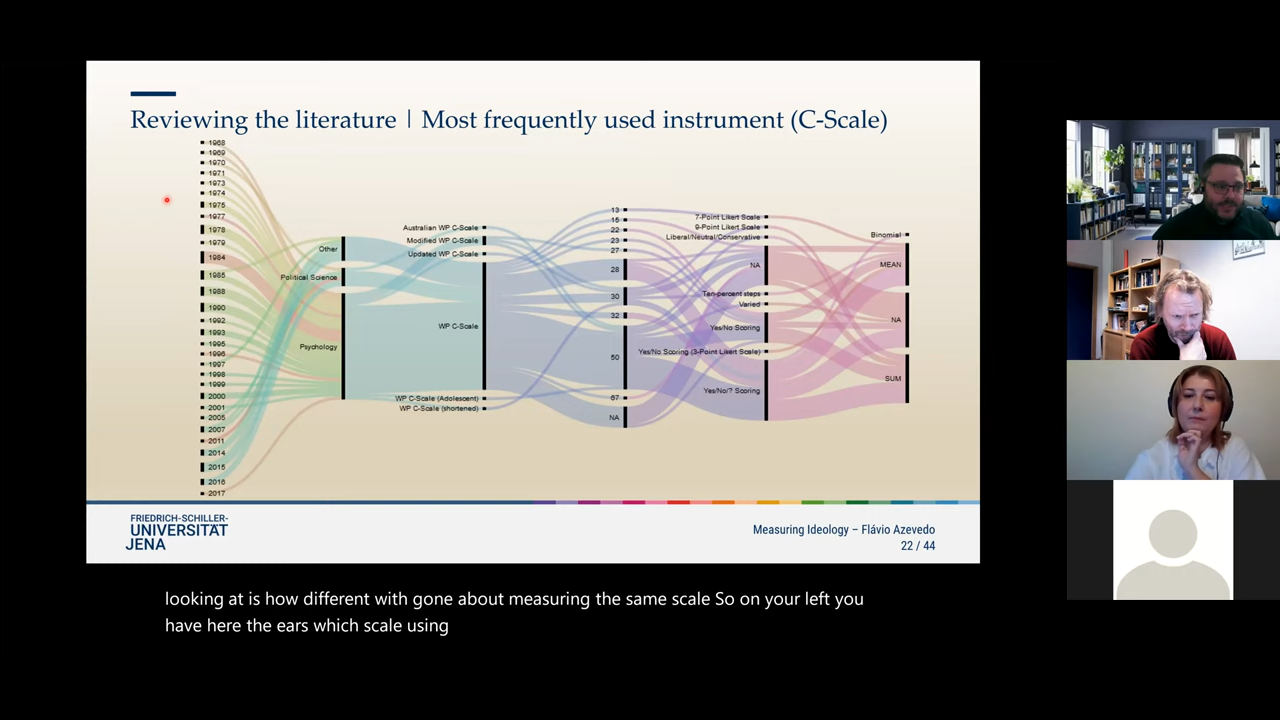 Reviewing the literature | Most frequently used instrument (C-Scale)
1968
1969
1970
1971
1973
1974
1975
1977
1978
1979
1984
1985
1988
1990
1992
1993
1995
1996
1997
1998
1999
2000
2001
2005
2007
2011
2014
2015
2016
2017
Other
Political Science
Psychology
Australian WP C-Scale
Modified WP C-Scale
Updated WP C-Scale
WP C-Scale
WP C-Scale (Adolescent)
WP C-Scale (shortened)
13
15
22
23
27
28
30
32
50
67
NA
7-Point Likert Scale
9-Point Likert Scale
Liberal/Neutral/Conservative
NA
Ten-percent steps
Varied
Yes/No Scoring
Yes/No Scoring (3-Point Likert Scale)
Yes/No/? Scoring
Binomial
MEAN
NA
SUM
FRIEDRICH-SCHILLER-
UNIVERSITÄT
JENA
Measuring Ideology – Flávio Azevedo
22 / 44
looking at is how different with gone about measuring the same scale So on your left you
have here the ears which scale using